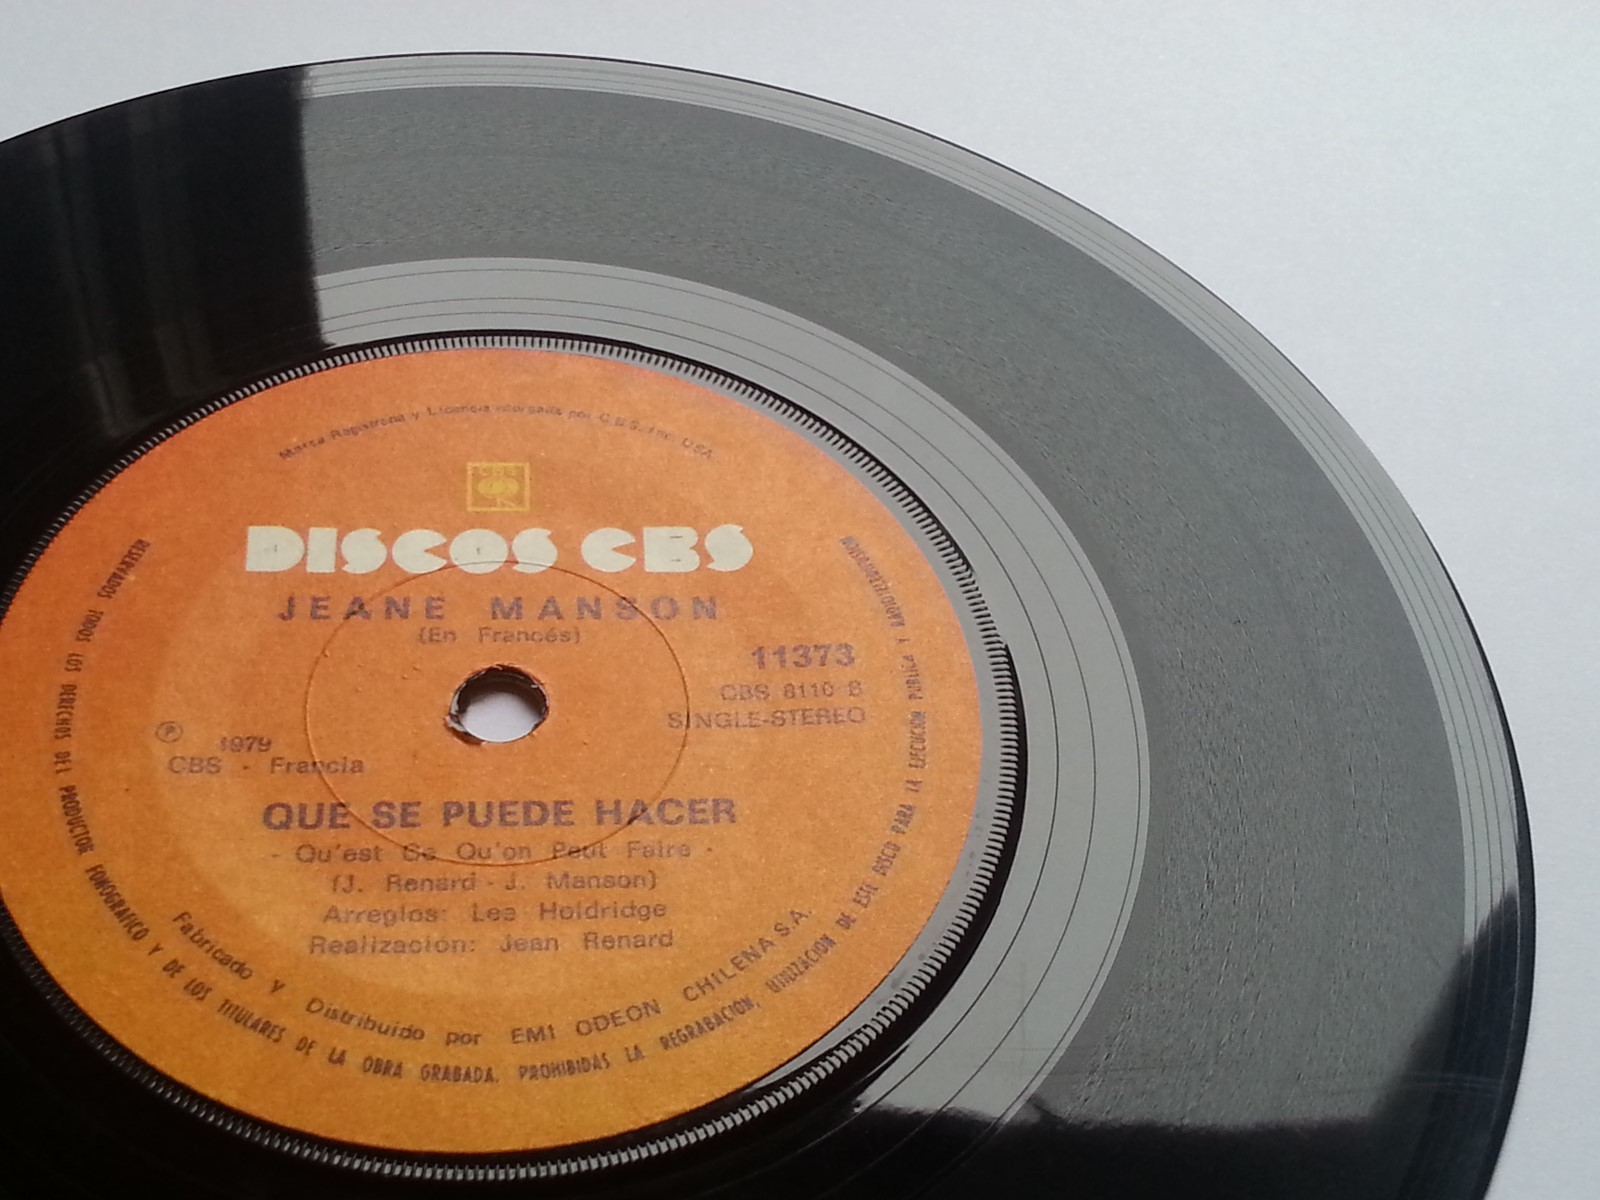 Marca Registrada y Licencia otorgada por C.B.S. Inc. USA
CBS
DISCOS CBS
JEANE MANSON
(En Francés)
11373
CBS 8110 B
SINGLE-STEREO
Ⓟ 1979
CBS - Francia
QUE SE PUEDE HACER
- Qu'est Ce Qu'on Peut Faire -
(J. Renard - J. Manson)
Arreglos: Lee Holdridge
Realización: Jean Renard
Fabricado y Distribuído por EMI ODEON CHILENA S.A.
RESERVADOS TODOS LOS DERECHOS DEL PRODUCTOR FONOGRAFICO Y DE LOS TITULARES DE LA OBRA GRABADA. PROHIBIDAS LA REGRABACION, UTILIZACION DE ESTE DISCO PARA LA EJECUCION PUBLICA Y RADIOTELEDIFUSION